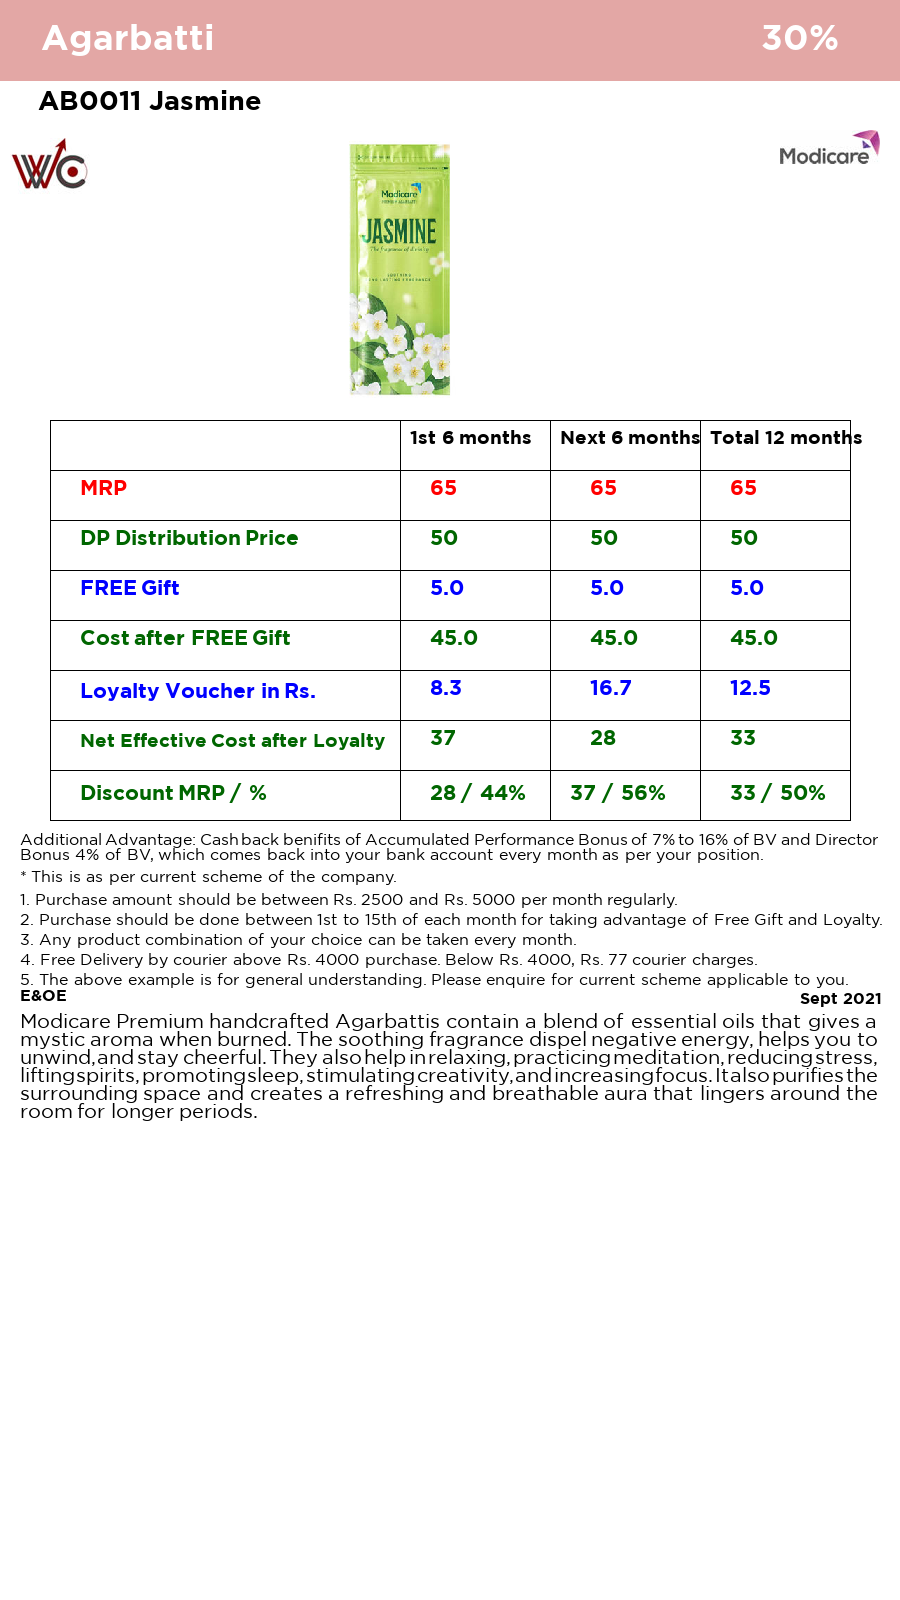 Agarbatti 30%
AB0011 Jasmine
WC
Modicare
Modicare
JASMINE
1st 6 months Next 6 months Total 12 months
MRP 65 65 65
DP Distribution Price 50 50 50
FREE Gift 5.0 5.0 5.0
Cost after FREE Gift 45.0 45.0 45.0
Loyalty Voucher in Rs. 8.3 16.7 12.5
Net Effective Cost after Loyalty 37 28 33
Discount MRP / % 28 / 44% 37 / 56% 33 / 50%
Additional Advantage: Cashback benifits of Accumulated Performance Bonus of 7% to 16% of BV and Director
Bonus 4% of BV, which comes back into your bank account every month as per your position.
* This is as per current scheme of the company.
1. Purchase amount should be between Rs. 2500 and Rs. 5000 per month regularly.
2. Purchase should be done between 1st to 15th of each month for taking advantage of Free Gift and Loyalty.
3. Any product combination of your choice can be taken every month.
4. Free Delivery by courier above Rs. 4000 purchase. Below Rs. 4000, Rs. 77 courier charges.
5. The above example is for general understanding. Please enquire for current scheme applicable to you.
E&OE Sept 2021
Modicare Premium handcrafted Agarbattis contain a blend of essential oils that gives a
mystic aroma when burned. The soothing fragrance dispel negative energy, helps you to
unwind, and stay cheerful. They also help in relaxing, practicing meditation, reducing stress,
lifting spirits, promoting sleep, stimulating creativity, and increasing focus. It also purifies the
surrounding space and creates a refreshing and breathable aura that lingers around the
room for longer periods.